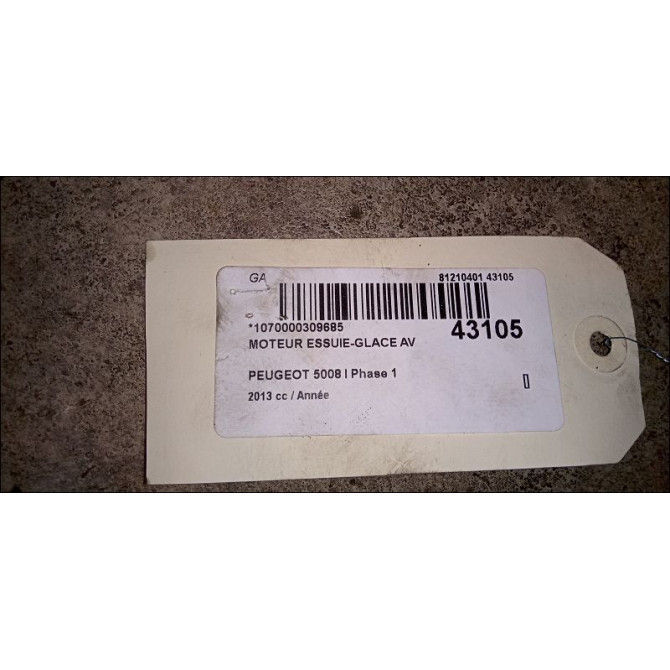 GA 81210401 43105
*1070000309685 43105
MOTEUR ESSUIE-GLACE AV
PEUGEOT 5008 I Phase 1
2013 cc / Année